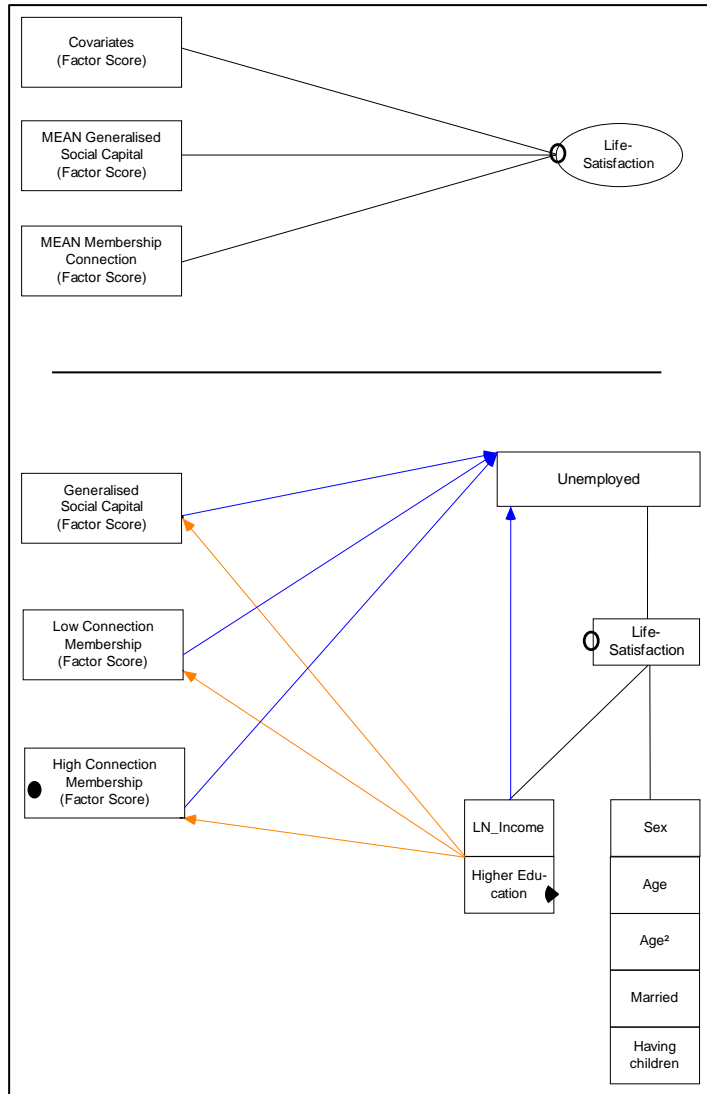 Covariates
(Factor Score)
MEAN Generalised
Social Capital
(Factor Score)
Life-
Satisfaction
MEAN Membership
Connection
(Factor Score)
Generalised
Social Capital
(Factor Score)
Unemployed
Low Connection
Membership
(Factor Score)
Life-
Satisfaction
High Connection
Membership
(Factor Score)
LN_Income
Higher Edu-
cation
Sex
Age
Age²
Married
Having
children